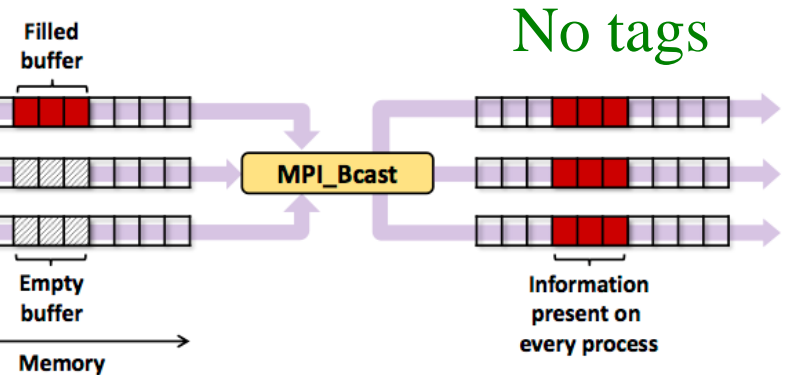 Filled
buffer
No tags
MPI_Bcast
Empty
buffer
Memory
Information
present on
every process